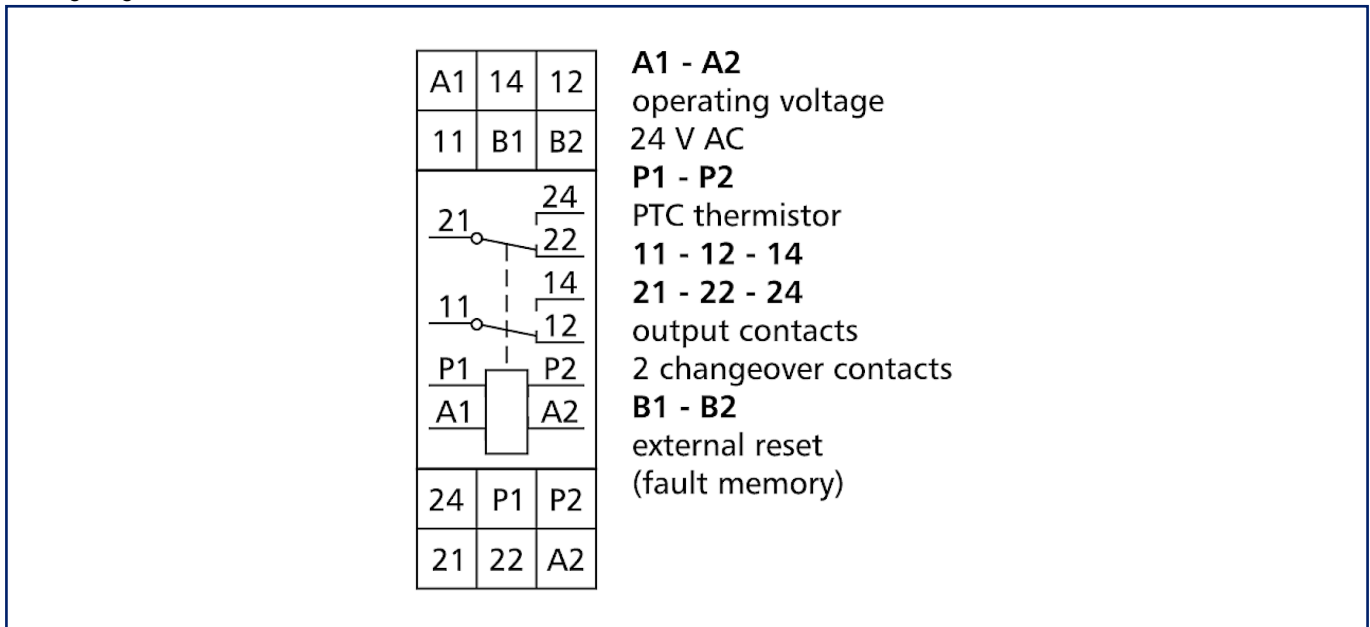 A1 14 12
11 B1 B2
24
21
22
14
11
12
P1 P2
A1 A2
24 P1 P2
21 22 A2
A1 - A2
operating voltage
24 V AC
P1 - P2
PTC thermistor
11 - 12 - 14
21 - 22 - 24
output contacts
2 changeover contacts
B1 - B2
external reset
(fault memory)